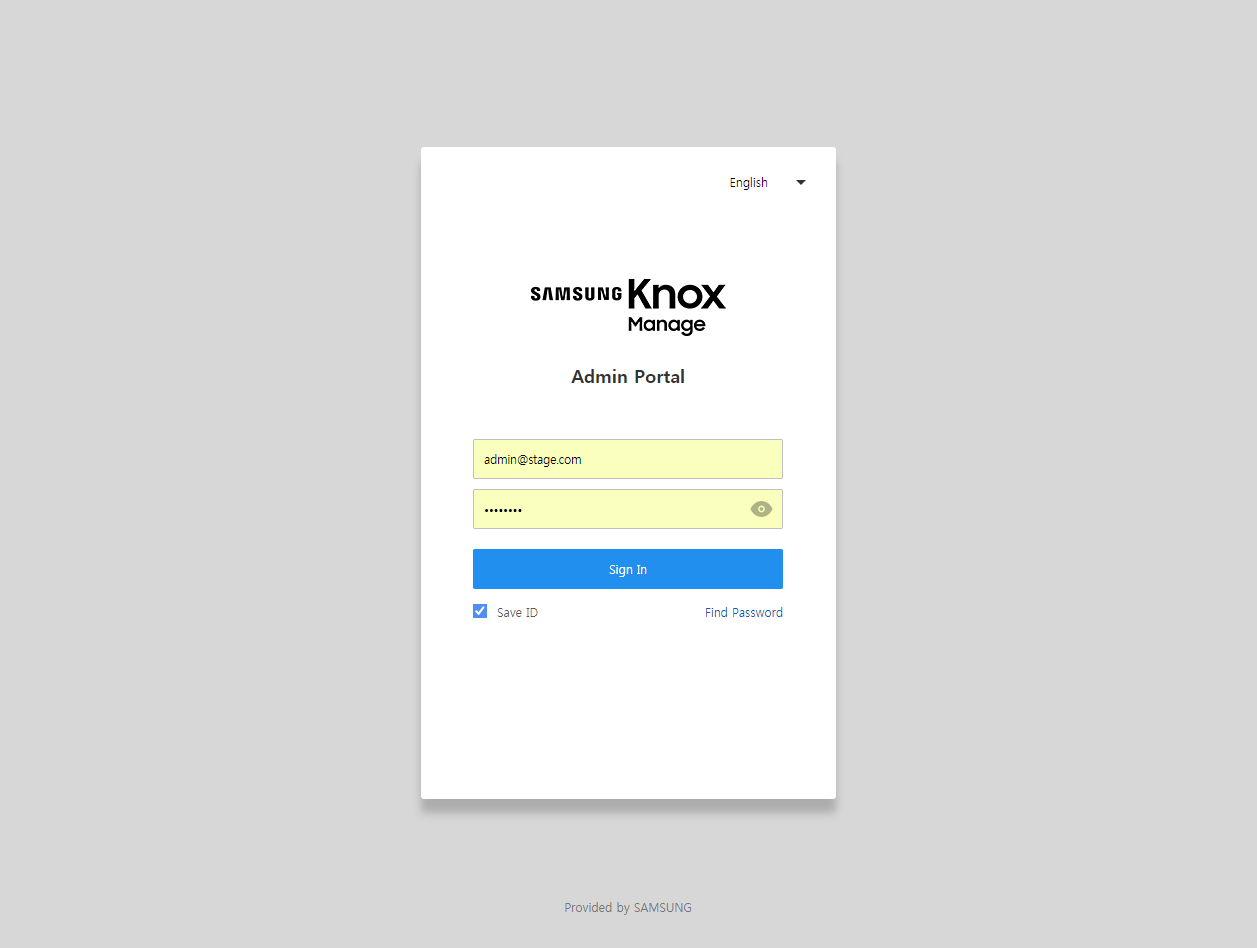 English
SAMSUNG Knox
Manage
Admin Portal
admin@stage.com
••••••••
Sign In
Save ID
Find Password
Provided by SAMSUNG